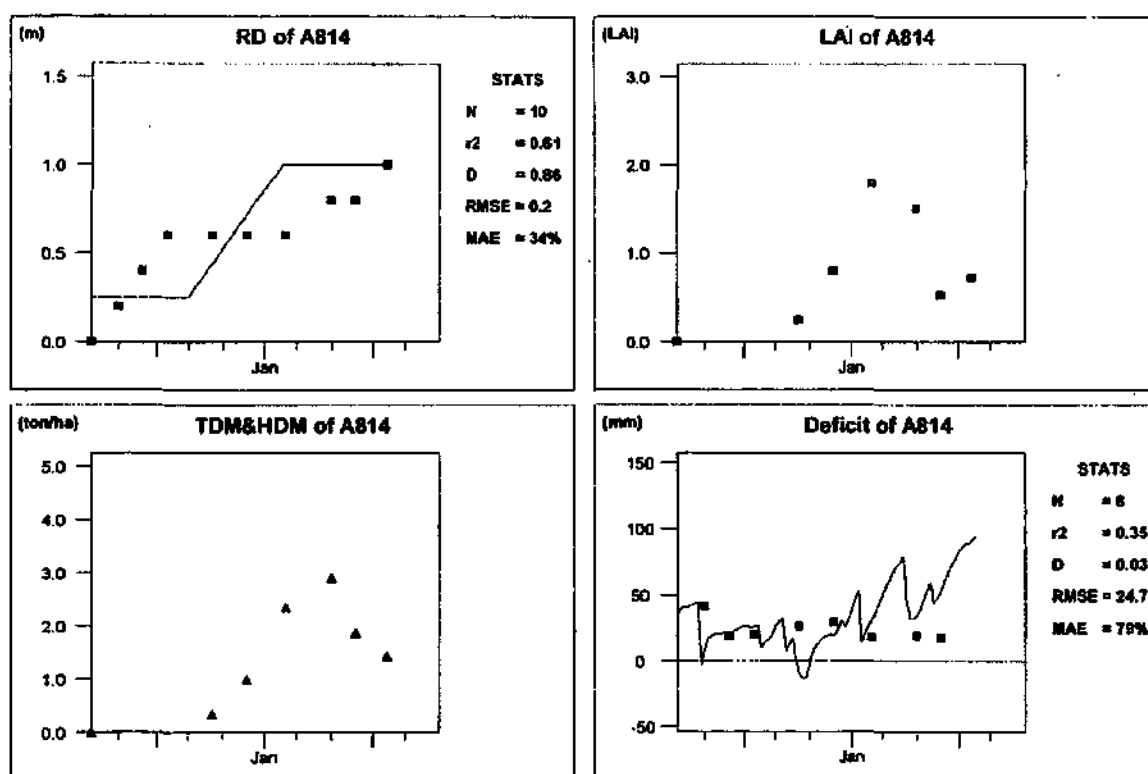 (m)
RD of A814
1.5
1.0
0.5
0.0
Jan
STATS
N = 10
r2 = 0.61
D = 0.86
RMSE = 0.2
MAE = 34%
(LAI)
LAI of A814
3.0
2.0
1.0
0.0
Jan
(ton/ha)
TDM&HDM of A814
5.0
4.0
3.0
2.0
1.0
0.0
Jan
(mm)
Deficit of A814
150
100
50
0
-50
Jan
STATS
N = 8
r2 = 0.35
D = 0.03
RMSE = 24.7
MAE = 79%